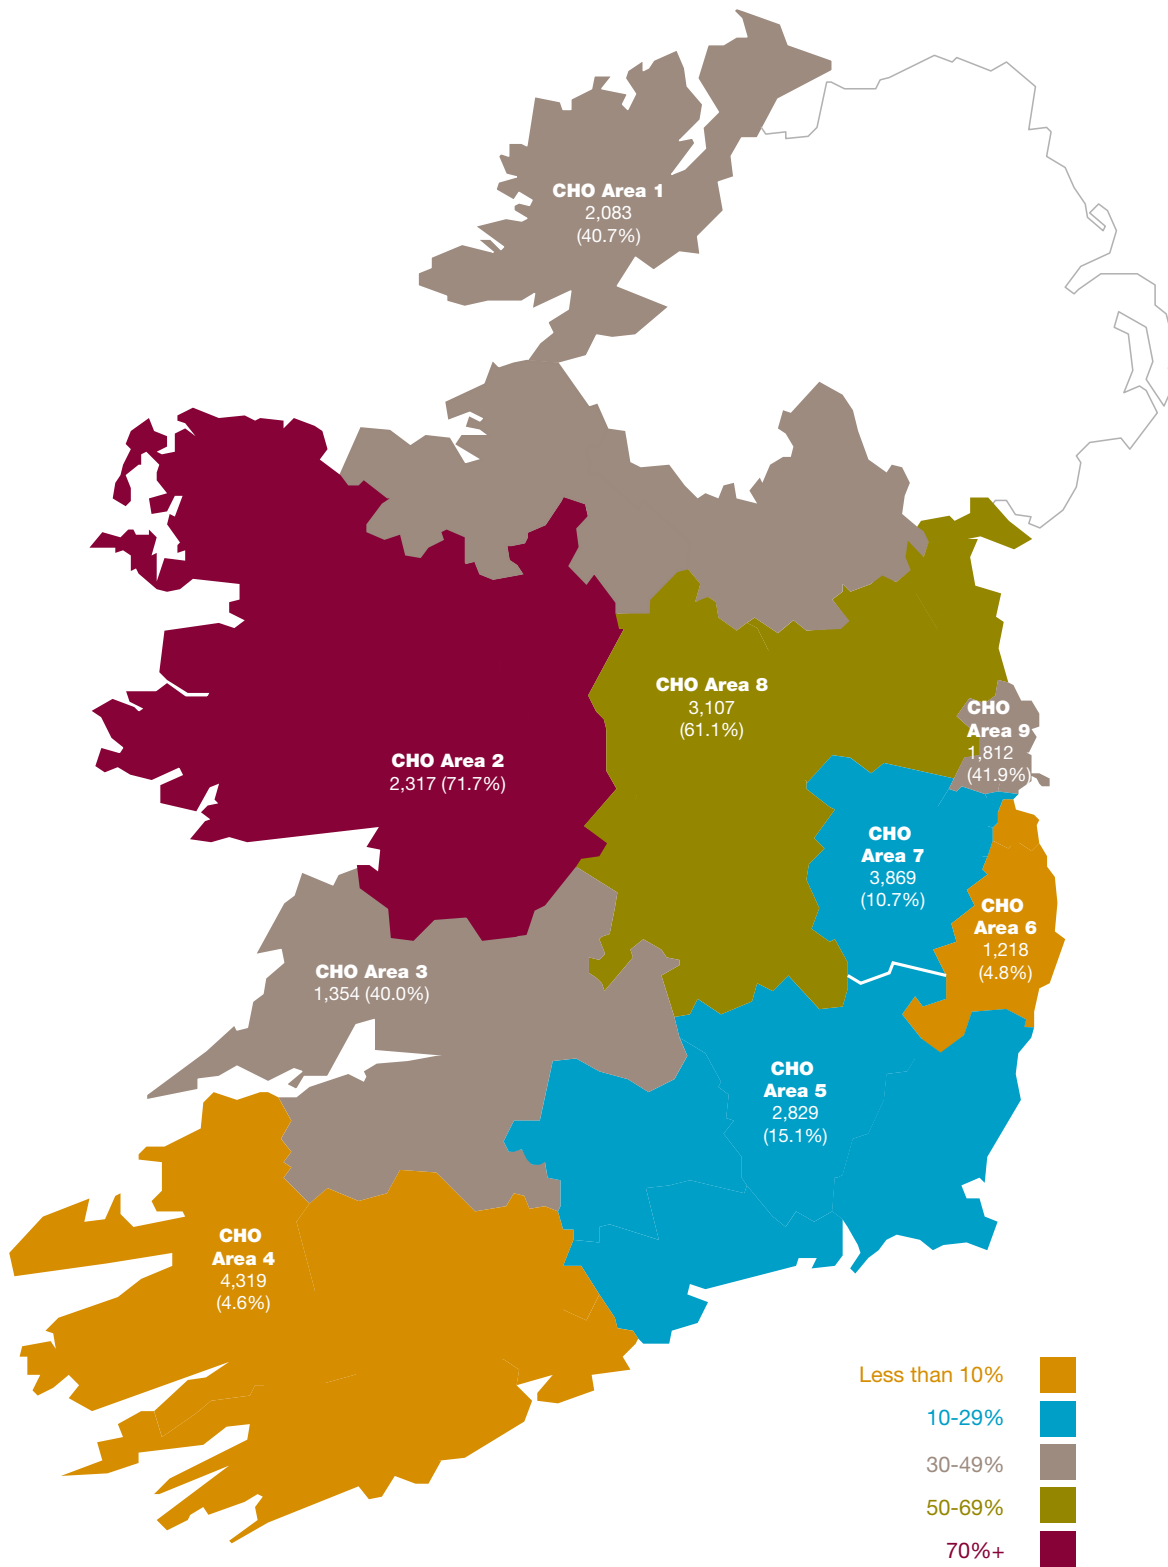 CHO Area 1
2,083
(40.7%)
CHO Area 8
3,107
(61.1%)
CHO
Area 9
1,812
(41.9%)
CHO Area 2
2,317 (71.7%)
CHO
Area 7
3,869
(10.7%)
CHO
Area 6
1,218
(4.8%)
CHO Area 3
1,354 (40.0%)
CHO
Area 5
2,829
(15.1%)
CHO
Area 4
4,319
(4.6%)
Less than 10%
10-29%
30-49%
50-69%
70%+